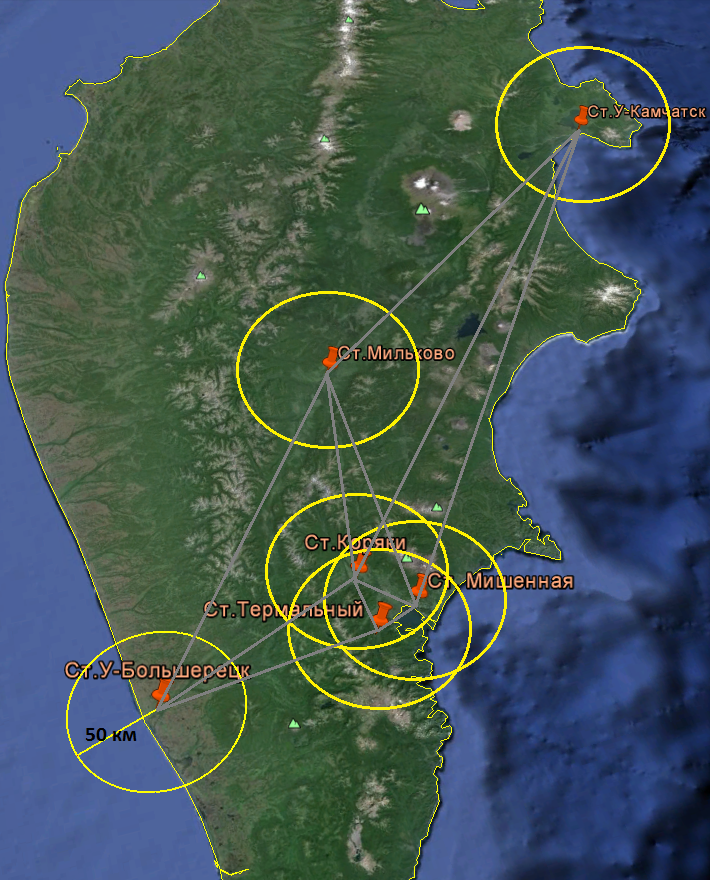 Ст.У-Камчатск
Ст.Мильково
Ст.Коряки
Ст. Мишенная
Ст.Термальный
Ст.У-Большерецк
50 км